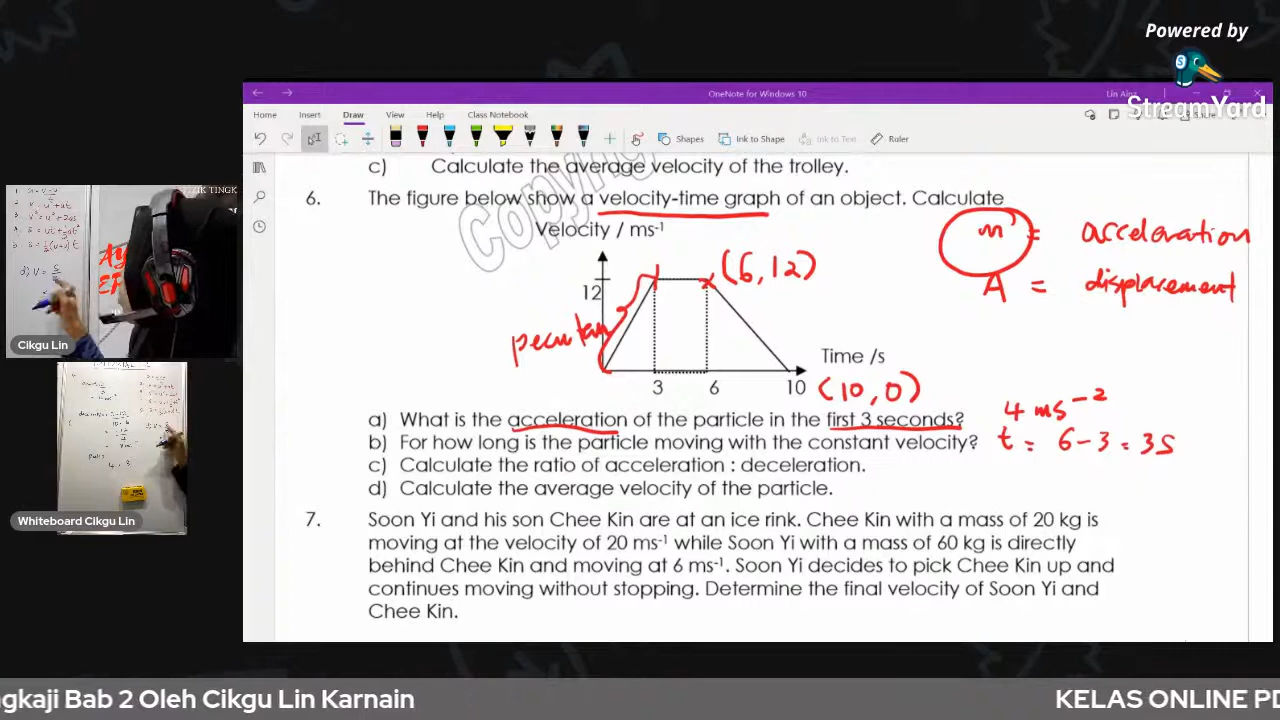 Powered by
StreamYard
OneNote for Windows 10
Lin Ainz
Home Insert Draw View Help Class Notebook
Shapes Ink to Shape Ink to Text Ruler
Copyng
c) Calculate the average velocity of the trolley.
6. The figure below show a velocity-time graph of an object. Calculate
Velocity / ms⁻¹
m = acceleration
A = displacement
(6,12)
12
pecutan
Time /s
3 6 10 (10,0)
a) What is the acceleration of the particle in the first 3 seconds? 4 ms⁻²
b) For how long is the particle moving with the constant velocity? t = 6-3 = 3s
c) Calculate the ratio of acceleration : deceleration.
d) Calculate the average velocity of the particle.
7. Soon Yi and his son Chee Kin are at an ice rink. Chee Kin with a mass of 20 kg is
moving at the velocity of 20 ms⁻¹ while Soon Yi with a mass of 60 kg is directly
behind Chee Kin and moving at 6 ms⁻¹. Soon Yi decides to pick Chee Kin up and
continues moving without stopping. Determine the final velocity of Soon Yi and
Chee Kin.
FIZIK TINGK
Cikgu Lin
Whiteboard Cikgu Lin
ngkaji Bab 2 Oleh Cikgu Lin Karnain
KELAS ONLINE PD